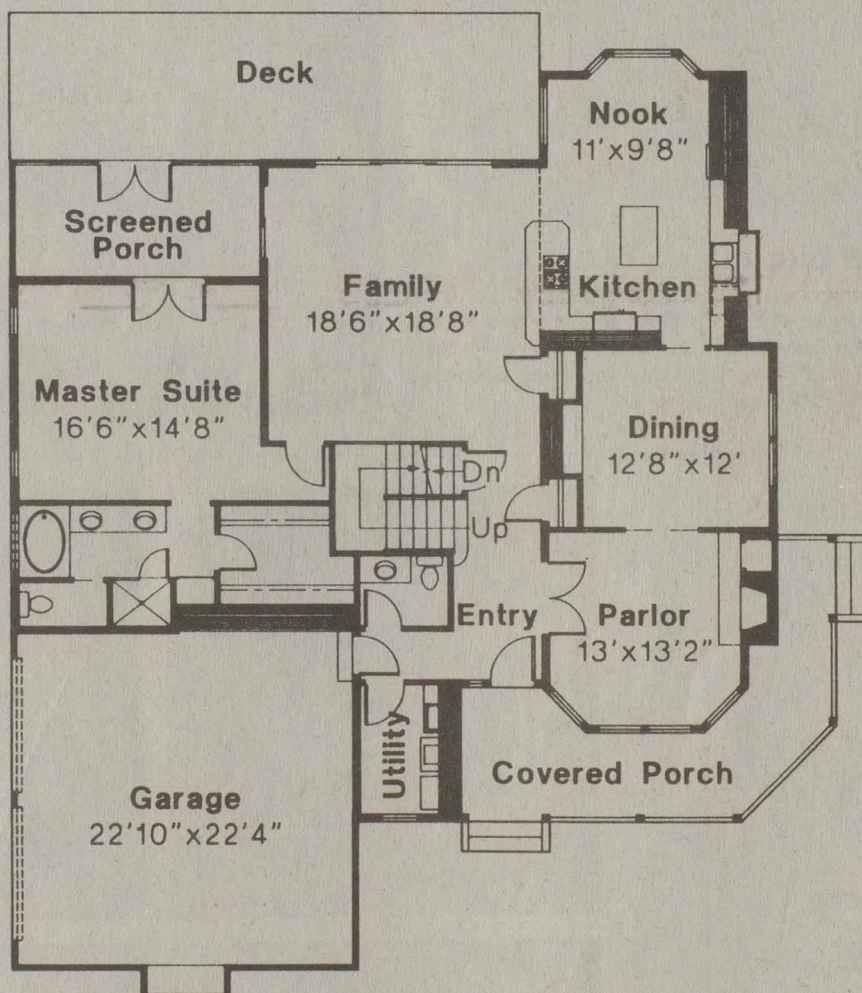 Deck
Nook
11'x9'8"
Screened
Porch
Family
18'6"x18'8"
Kitchen
Master Suite
16'6"x14'8"
Dining
12'8"x12'
Dn
Up
Entry
Parlor
13'x13'2"
Utility
Covered Porch
Garage
22'10"x22'4"